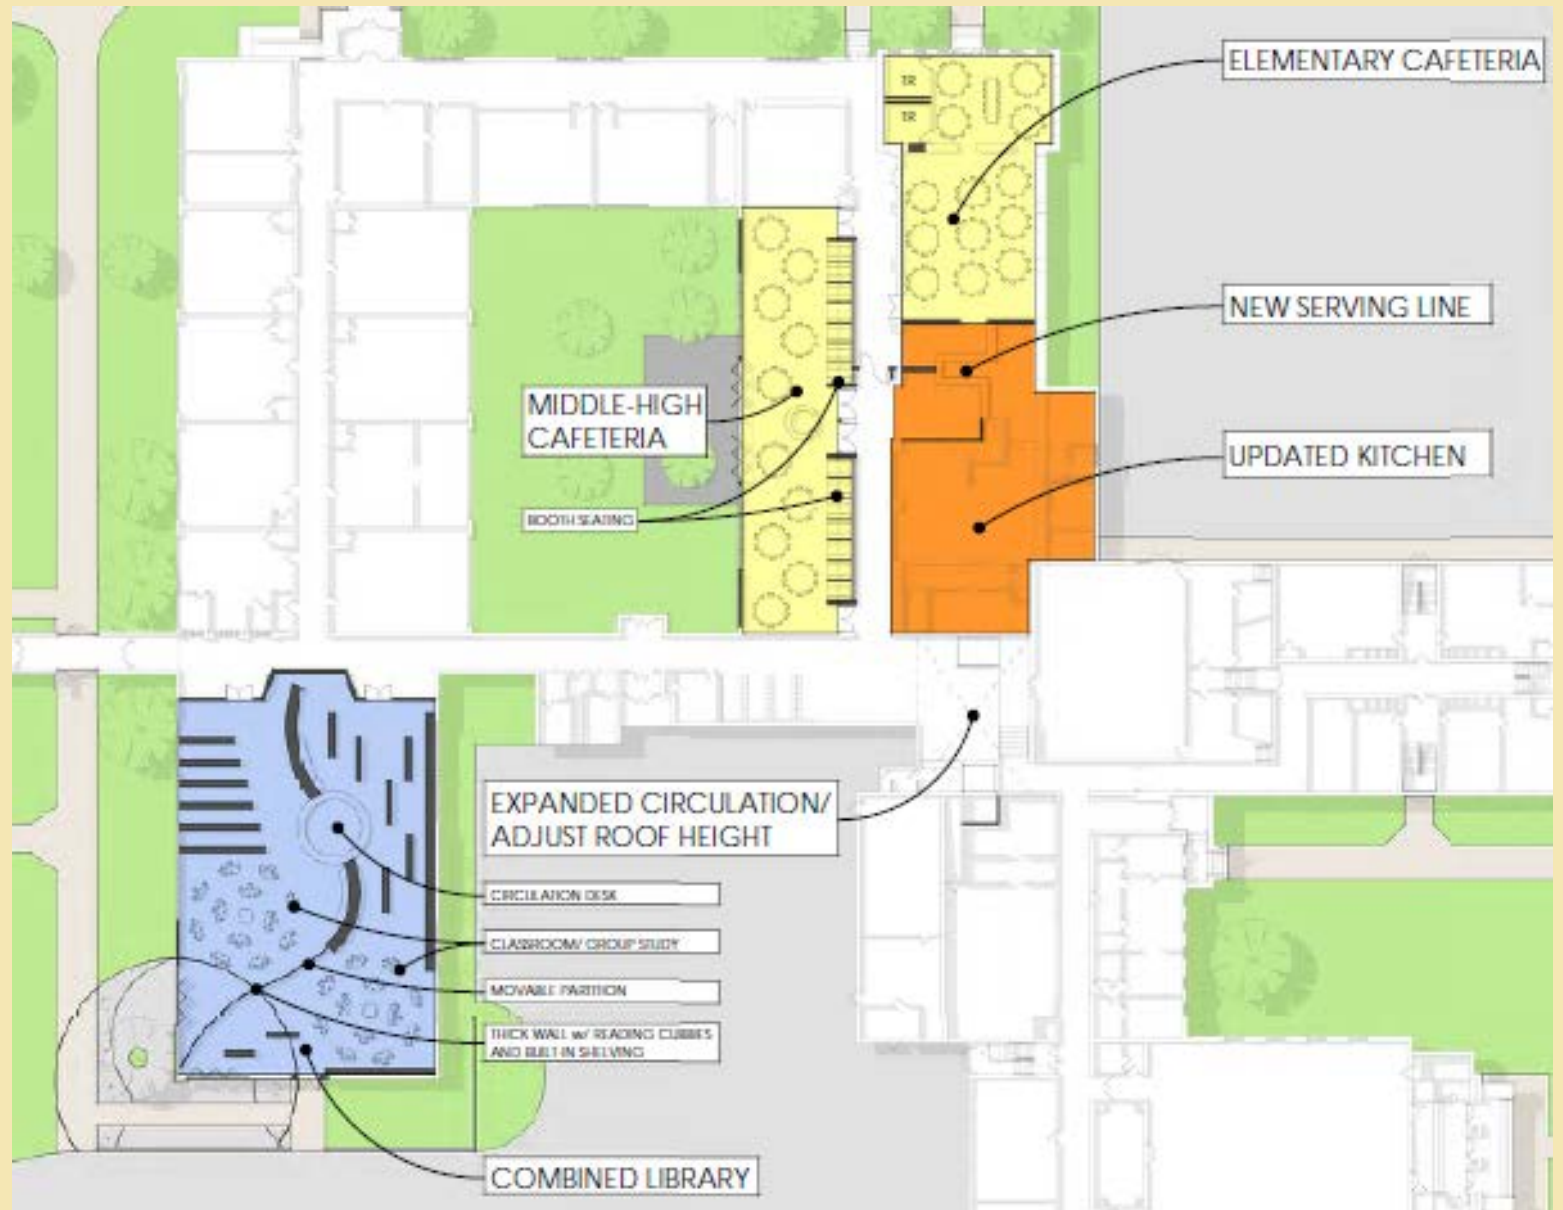 ELEMENTARY CAFETERIA
TR
TR
NEW SERVING LINE
MIDDLE-HIGH
CAFETERIA
UPDATED KITCHEN
BOOTH SEATING
EXPANDED CIRCULATION/
ADJUST ROOF HEIGHT
CIRCULATION DESK
CLASSROOM/ GROUP STUDY
MOVABLE PARTITION
THICK WALL w/ READING CUBBIES
AND BUILT-IN SHELVING
COMBINED LIBRARY